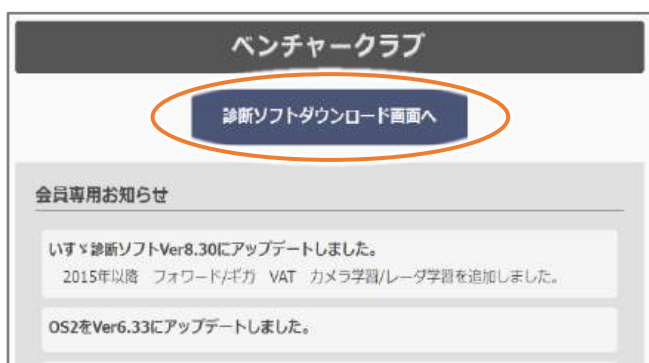 ベンチャークラブ
診断ソフトダウンロード画面へ
会員専用お知らせ
いすゞ診断ソフトVer8.30にアップデートしました。
2015年以降 フォワード/ギガ VAT カメラ学習/レーダ学習を追加しました。
OS2をVer6.33にアップデートしました。